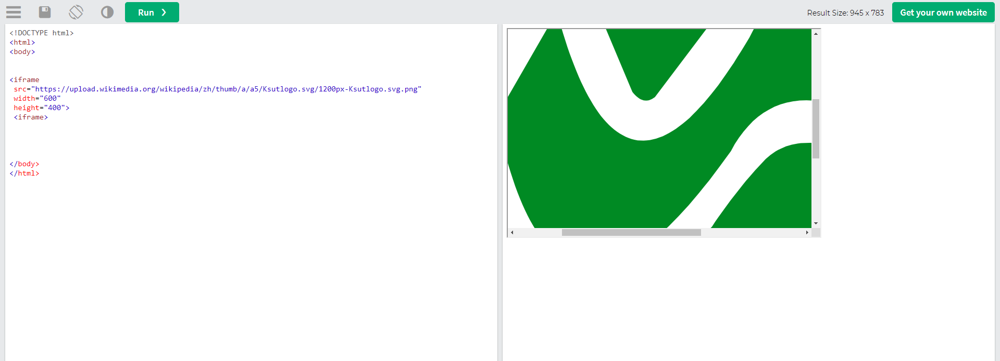 Run ❯
Result Size: 945 x 783
Get your own website
<!DOCTYPE html>
<html>
<body>
<iframe
src="https://upload.wikimedia.org/wikipedia/zh/thumb/a/a5/Ksutlogo.svg/1200px-Ksutlogo.svg.png"
width="600"
height="400">
<iframe>
</body>
</html>